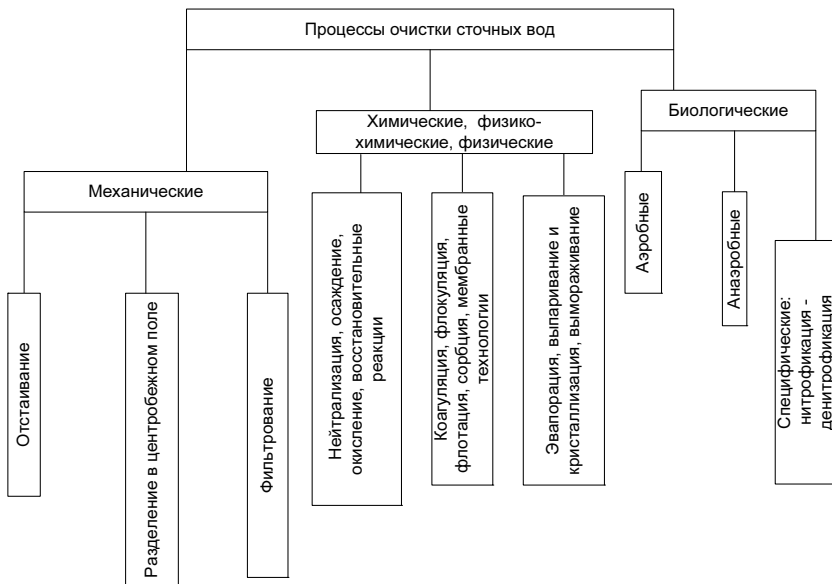 Процессы очистки сточных вод
Химические, физико-
химические, физические
Биологические
Механические
Отстаивание
Разделение в центробежном поле
Фильтрование
Нейтрализация, осаждение,
окисление, восстановительные
реакции
Коагуляция, флокуляция,
флотация, сорбция, мембранные
технологии
Эвапорация, выпаривание и
кристаллизация, вымораживание
Аэробные
Анаэробные
Специфические:
нитрофикация -
денитрофикация